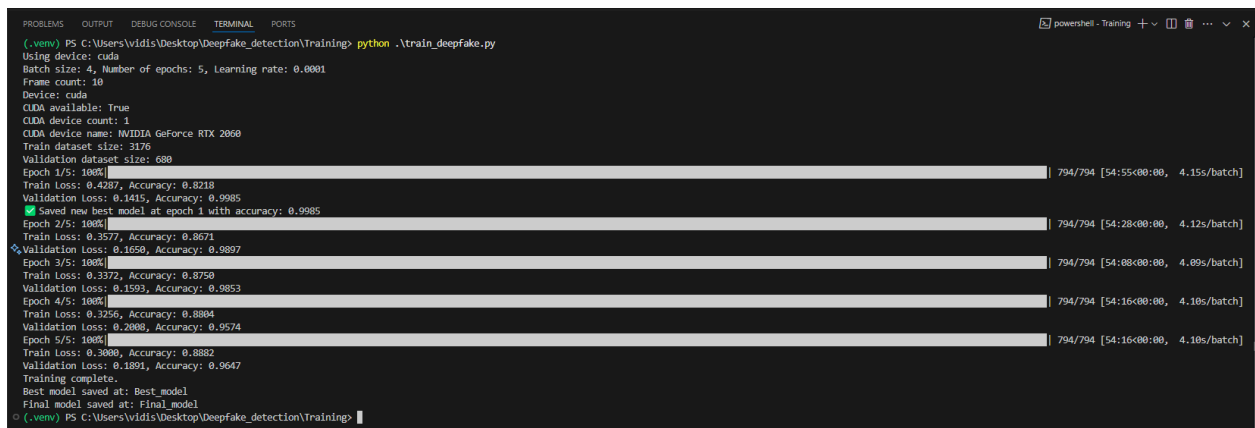 PROBLEMS OUTPUT DEBUG CONSOLE TERMINAL PORTS powershell - Training
(.venv) PS C:\Users\vidis\Desktop\Deepfake_detection\Training> python .\train_deepfake.py
Using device: cuda
Batch size: 4, Number of epochs: 5, Learning rate: 0.0001
Frame count: 10
Device: cuda
CUDA available: True
CUDA device count: 1
CUDA device name: NVIDIA GeForce RTX 2060
Train dataset size: 3176
Validation dataset size: 680
Epoch 1/5: 100%| | 794/794 [54:55<00:00, 4.15s/batch]
Train Loss: 0.4287, Accuracy: 0.8218
Validation Loss: 0.1415, Accuracy: 0.9985
✅ Saved new best model at epoch 1 with accuracy: 0.9985
Epoch 2/5: 100%| | 794/794 [54:28<00:00, 4.12s/batch]
Train Loss: 0.3577, Accuracy: 0.8671
Validation Loss: 0.1650, Accuracy: 0.9897
Epoch 3/5: 100%| | 794/794 [54:08<00:00, 4.09s/batch]
Train Loss: 0.3372, Accuracy: 0.8750
Validation Loss: 0.1593, Accuracy: 0.9853
Epoch 4/5: 100%| | 794/794 [54:16<00:00, 4.10s/batch]
Train Loss: 0.3256, Accuracy: 0.8804
Validation Loss: 0.2008, Accuracy: 0.9574
Epoch 5/5: 100%| | 794/794 [54:16<00:00, 4.10s/batch]
Train Loss: 0.3000, Accuracy: 0.8882
Validation Loss: 0.1891, Accuracy: 0.9647
Training complete.
Best model saved at: Best_model
Final model saved at: Final_model
(.venv) PS C:\Users\vidis\Desktop\Deepfake_detection\Training>